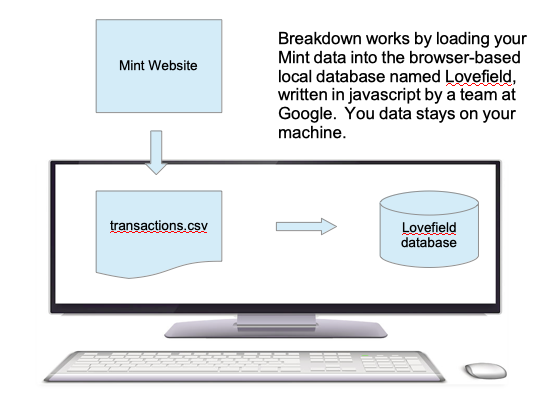 Mint Website
Breakdown works by loading your
Mint data into the browser-based
local database named Lovefield,
written in javascript by a team at
Google.  You data stays on your
machine.
transactions.csv
Lovefield
database